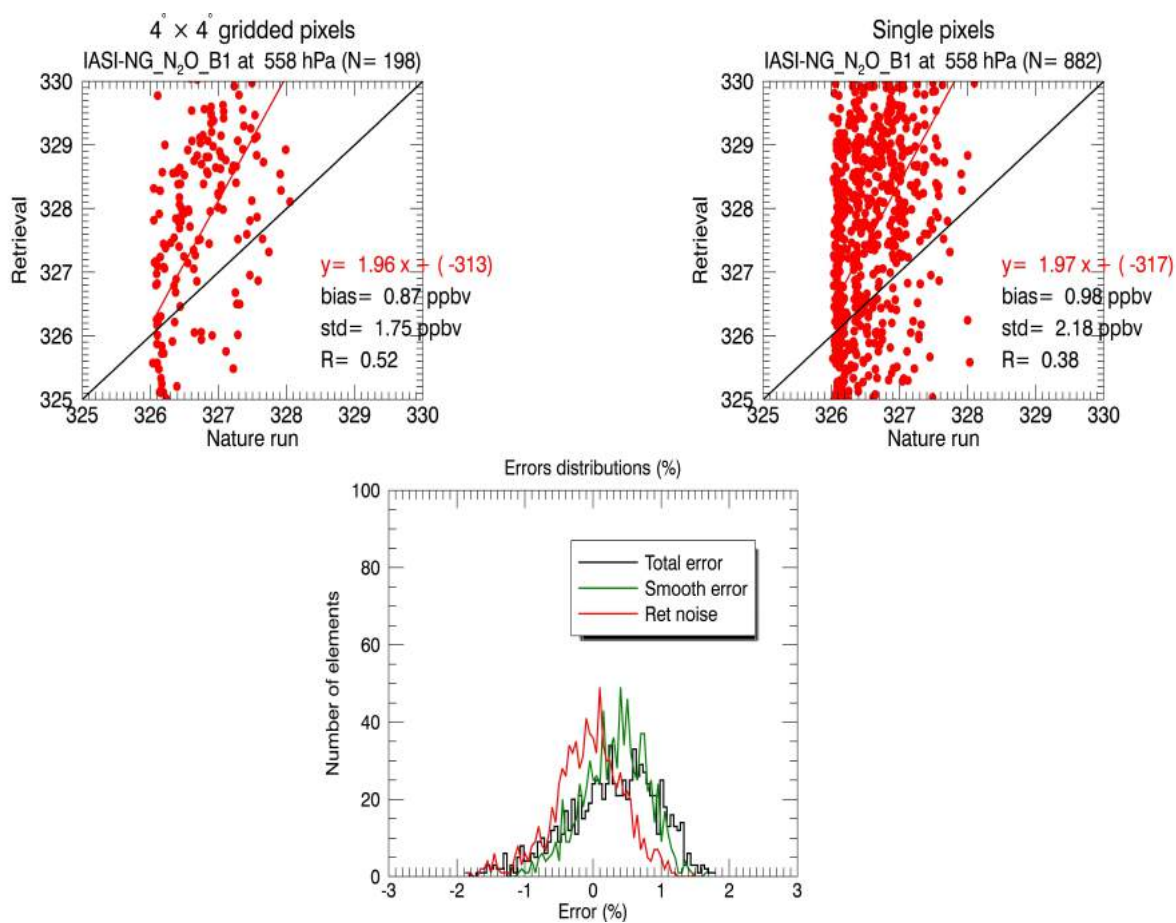 4° × 4° gridded pixels
IASI-NG_N₂O_B1 at 558 hPa (N= 198)
330
329
328
327
326
325
Retrieval
y= 1.96 x + ( -313)
bias= 0.87 ppbv
std= 1.75 ppbv
R= 0.52
325 326 327 328 329 330
Nature run
Single pixels
IASI-NG_N₂O_B1 at 558 hPa (N= 882)
330
329
328
327
326
325
Retrieval
y= 1.97 x + ( -317)
bias= 0.98 ppbv
std= 2.18 ppbv
R= 0.38
325 326 327 328 329 330
Nature run
Errors distributions (%)
100
80
60
40
20
0
Number of elements
Total error
Smooth error
Ret noise
-3 -2 -1 0 1 2 3
Error (%)